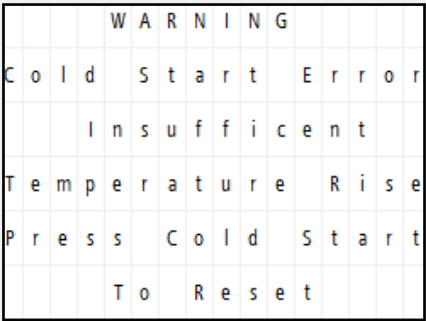 WARNING
Cold Start Error
Insufficent
Temperature Rise
Press Cold Start
To Reset